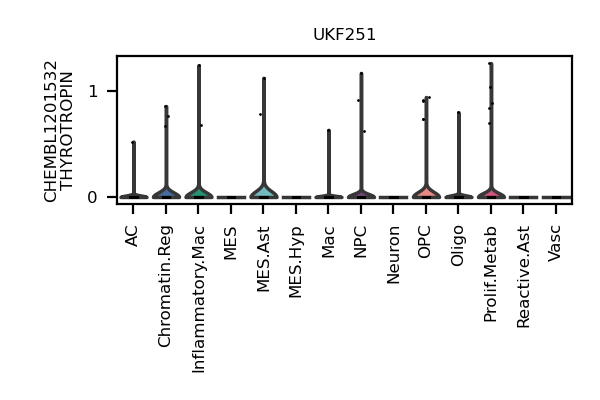 UKF251
CHEMBL1201532
THYROTROPIN
1
0
AC
Chromatin.Reg
Inflammatory.Mac
MES
MES.Ast
MES.Hyp
Mac
NPC
Neuron
OPC
Oligo
Prolif.Metab
Reactive.Ast
Vasc